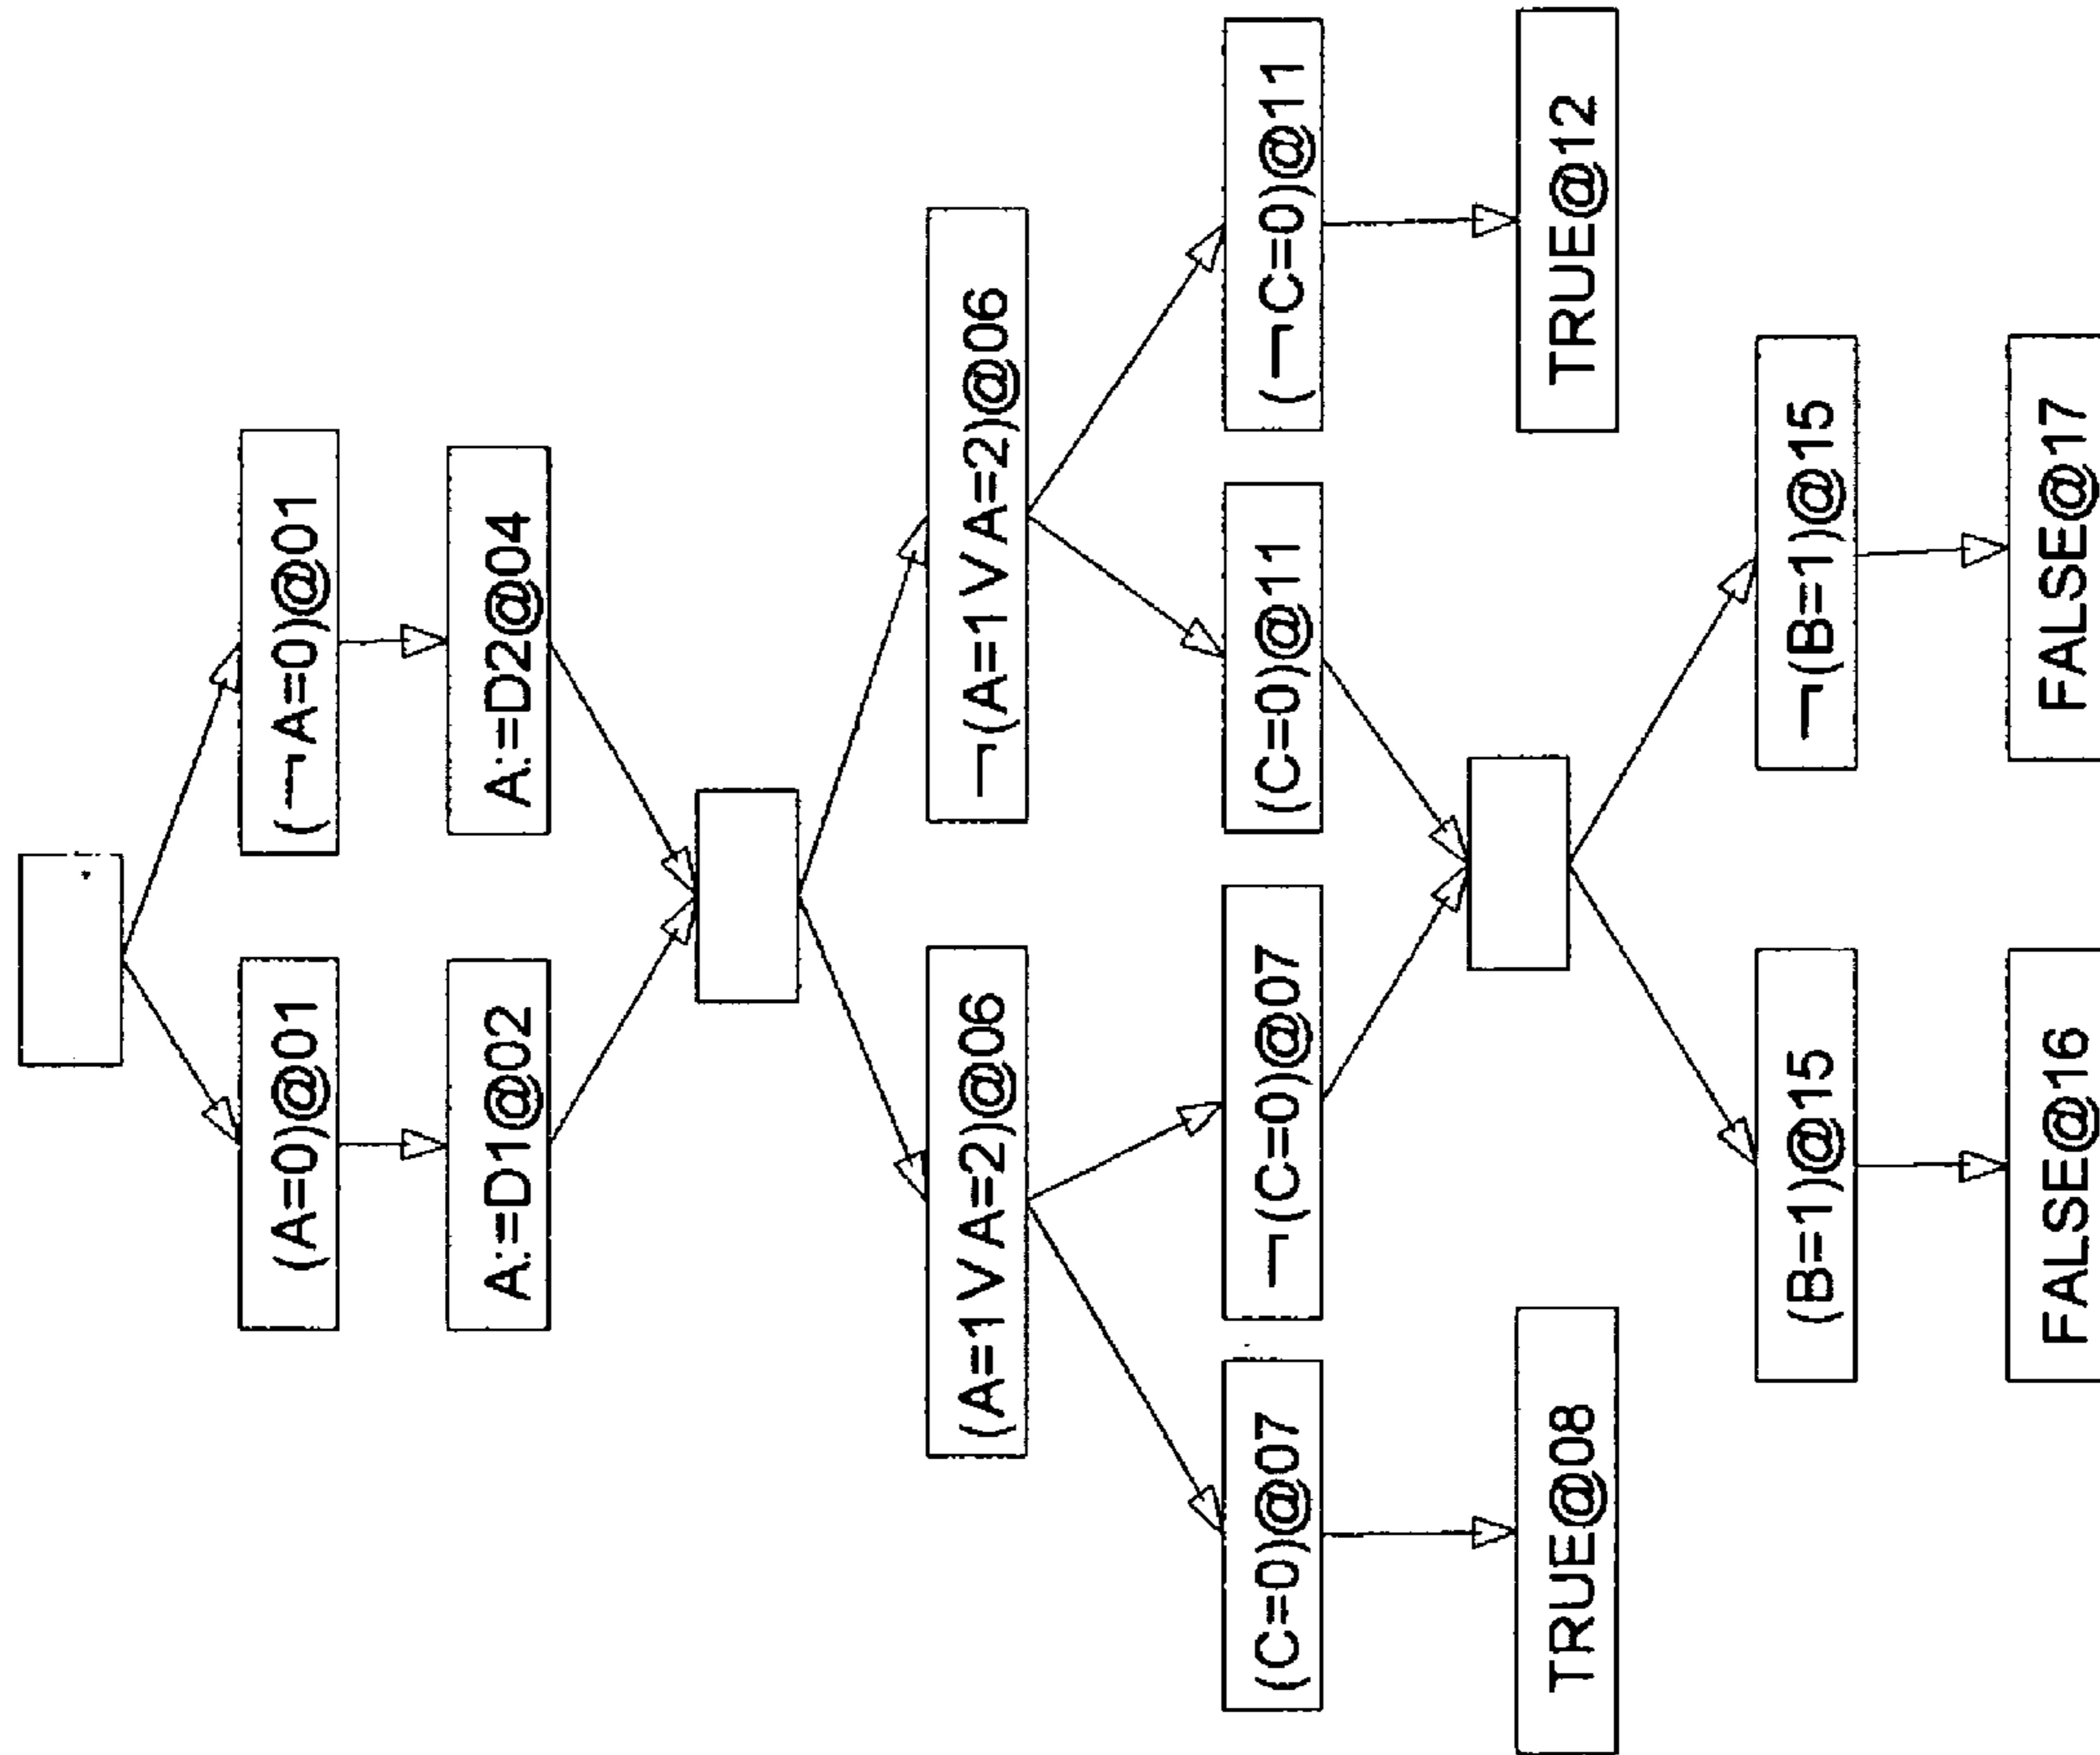 (A=0)@01
(¬A=0)@01
A:=D1@02
A:=D2@04
(A=1∨A=2)@06
¬(A=1∨A=2)@06
(C=0)@07
¬(C=0)@07
(C=0)@11
(¬C=0)@11
TRUE@08
TRUE@12
(B=1)@15
¬(B=1)@15
FALSE@16
FALSE@17